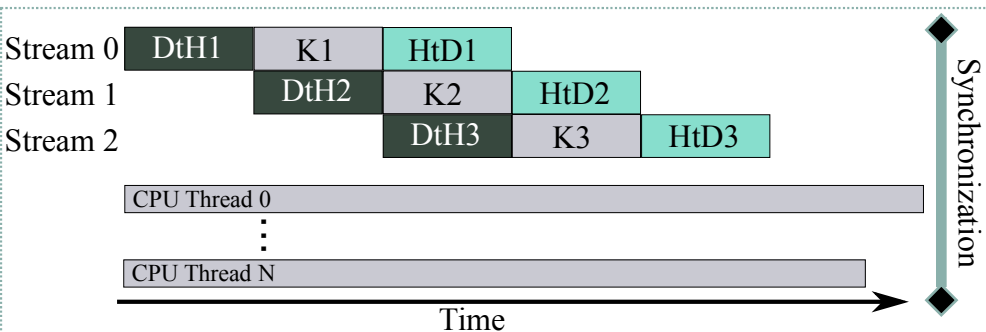 Stream 0 DtH1 K1 HtD1
Stream 1 DtH2 K2 HtD2
Stream 2 DtH3 K3 HtD3
CPU Thread 0
CPU Thread N
Time
Synchronization